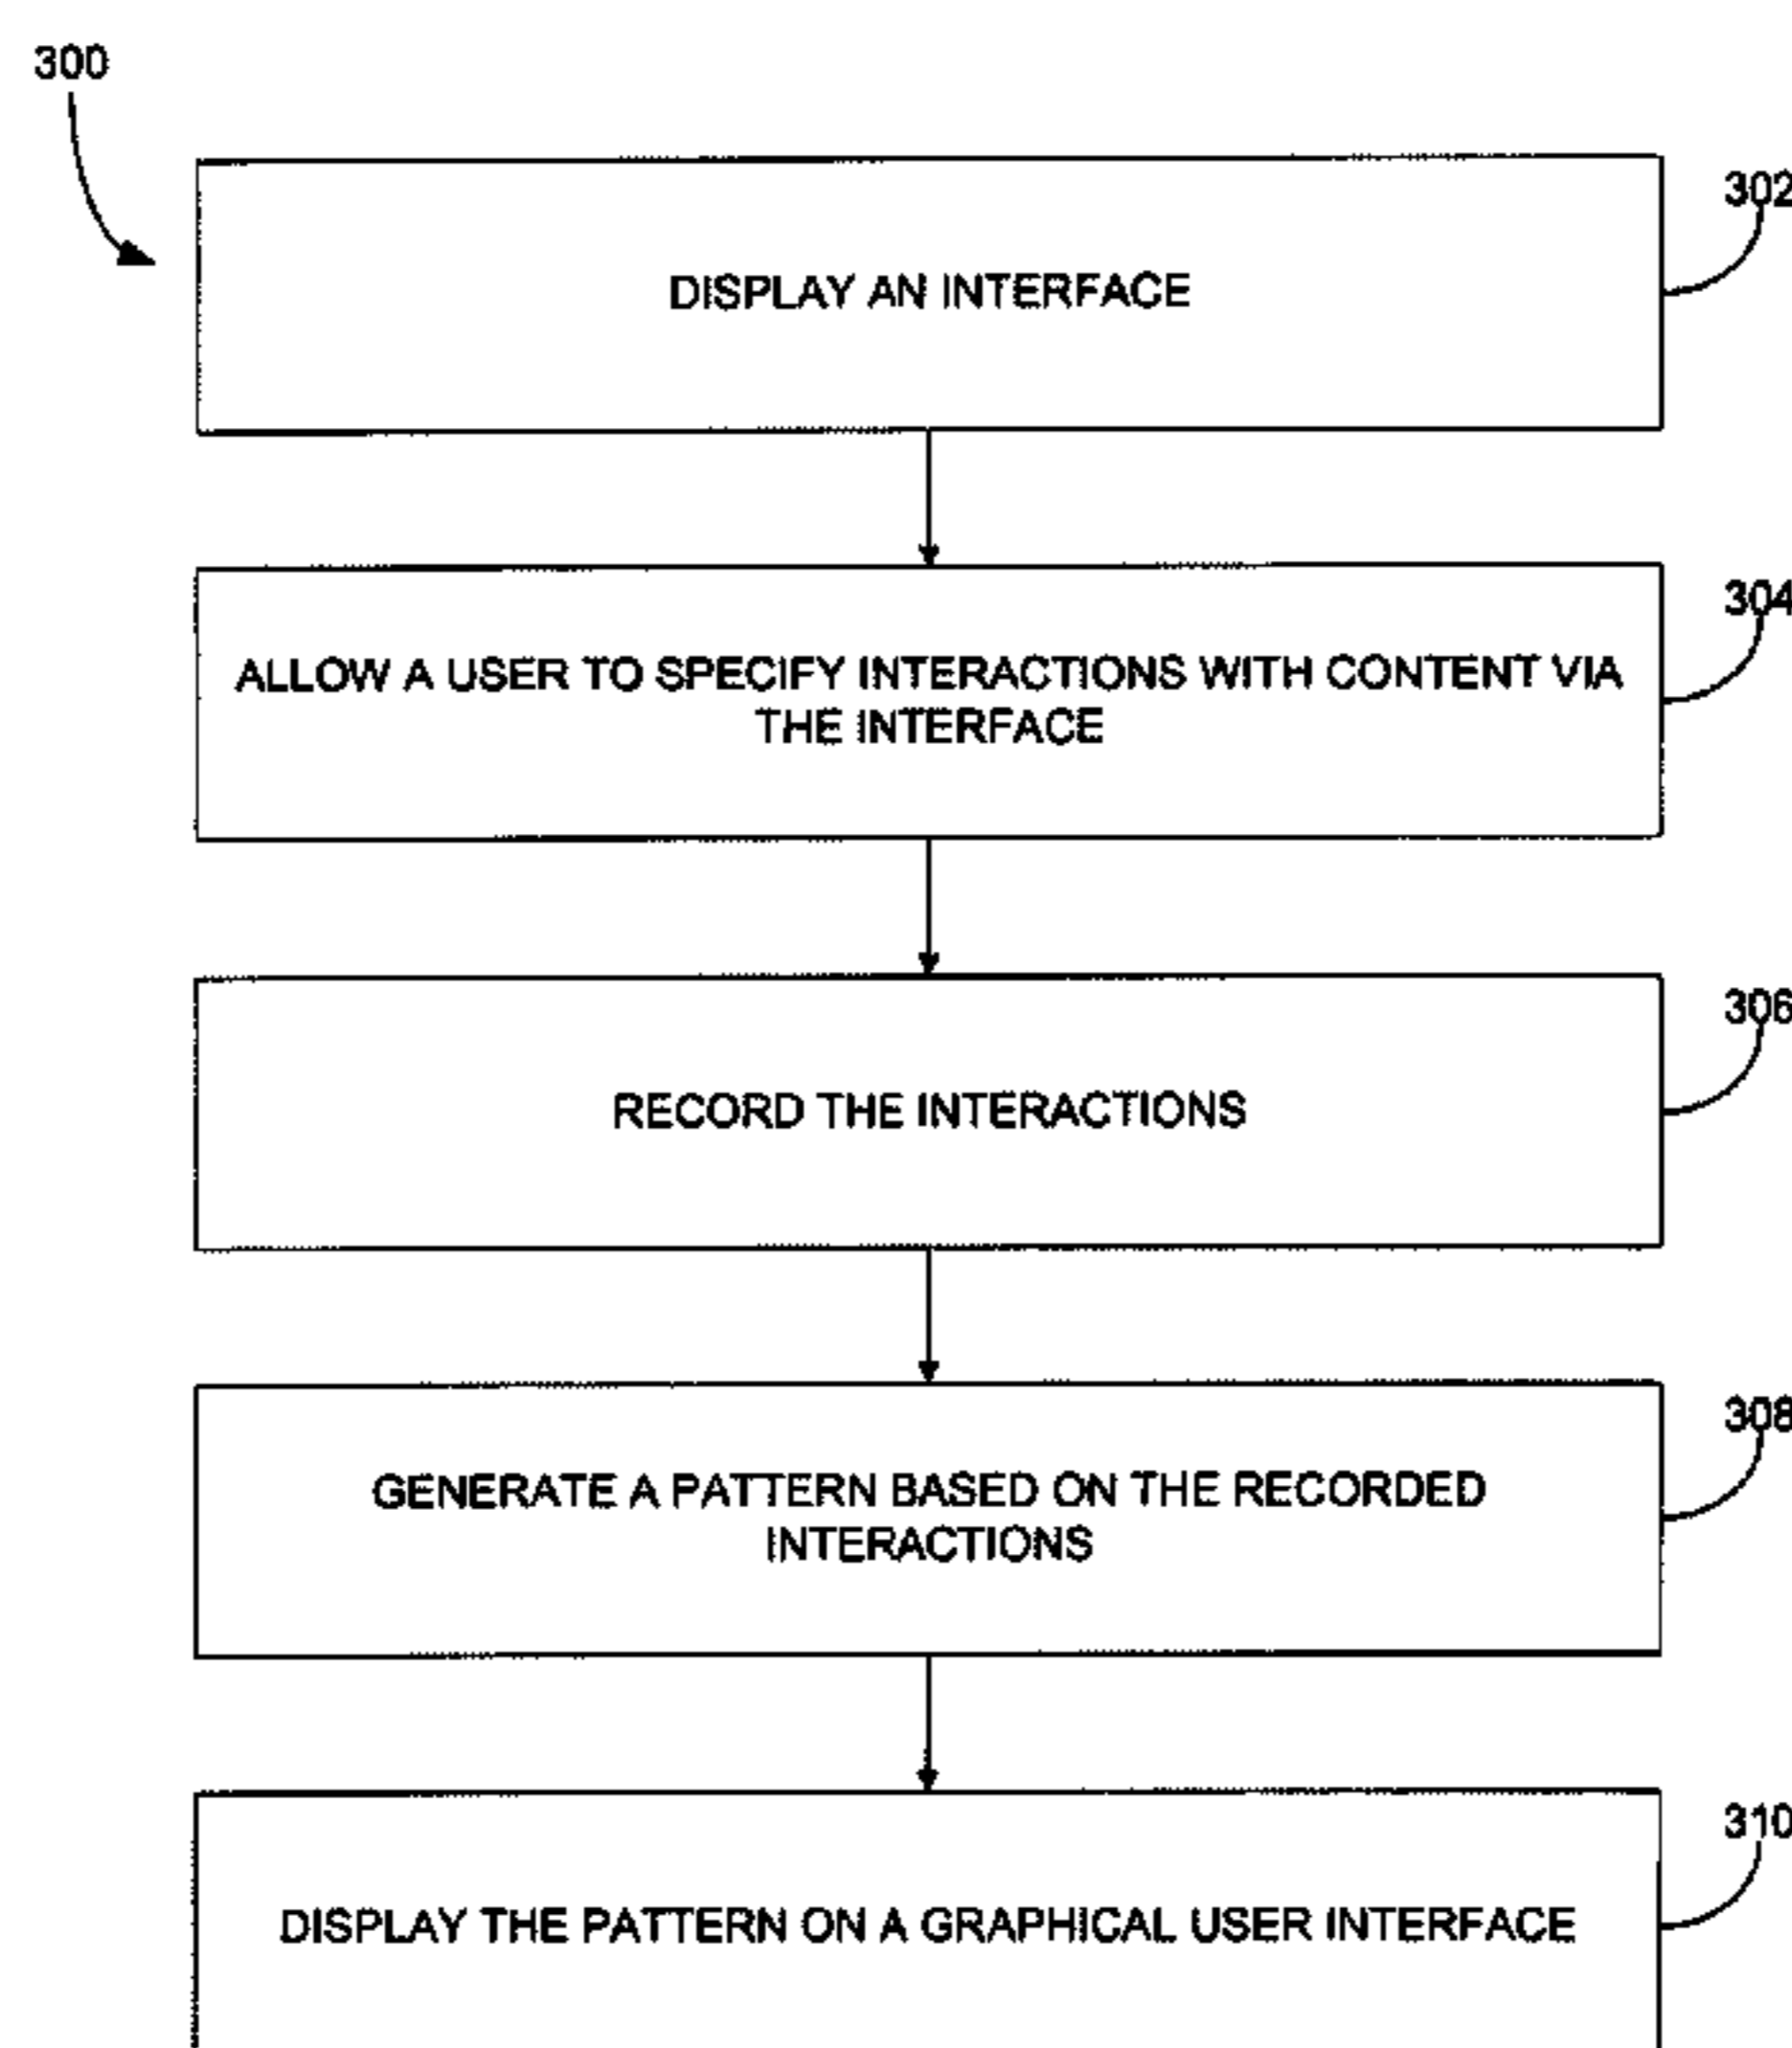 300
302
DISPLAY AN INTERFACE
304
ALLOW A USER TO SPECIFY INTERACTIONS WITH CONTENT VIA
THE INTERFACE
306
RECORD THE INTERACTIONS
308
GENERATE A PATTERN BASED ON THE RECORDED
INTERACTIONS
310
DISPLAY THE PATTERN ON A GRAPHICAL USER INTERFACE